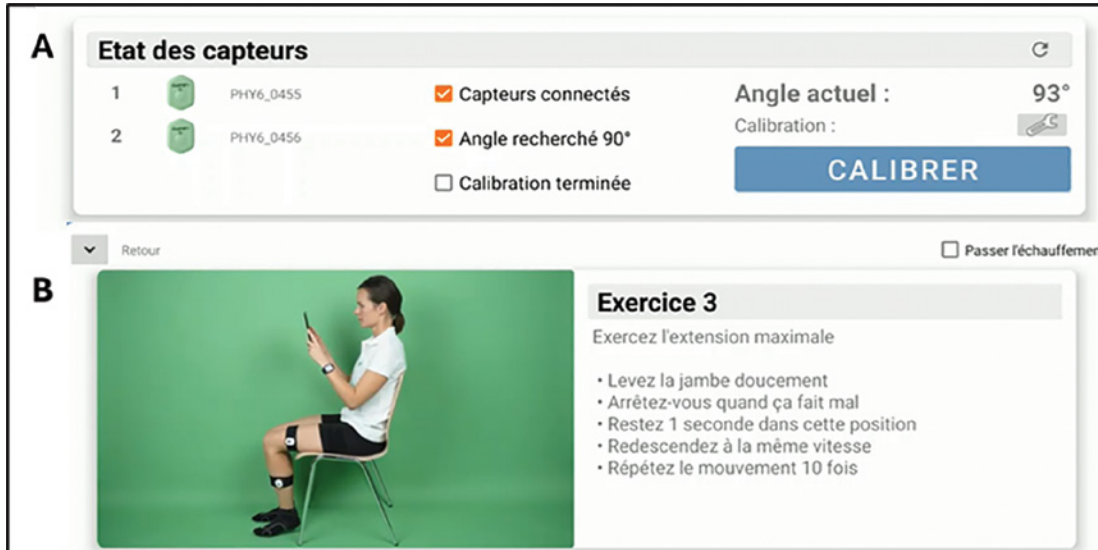 A
Etat des capteurs
1 PHY6_0455 Capteurs connectés Angle actuel : 93°
2 PHY6_0456 Angle recherché 90° Calibration :
Calibration terminée CALIBRER
Retour Passer l'échauffemen
B
Exercice 3
Exercez l'extension maximale
• Levez la jambe doucement
• Arrêtez-vous quand ça fait mal
• Restez 1 seconde dans cette position
• Redescendez à la même vitesse
• Répétez le mouvement 10 fois